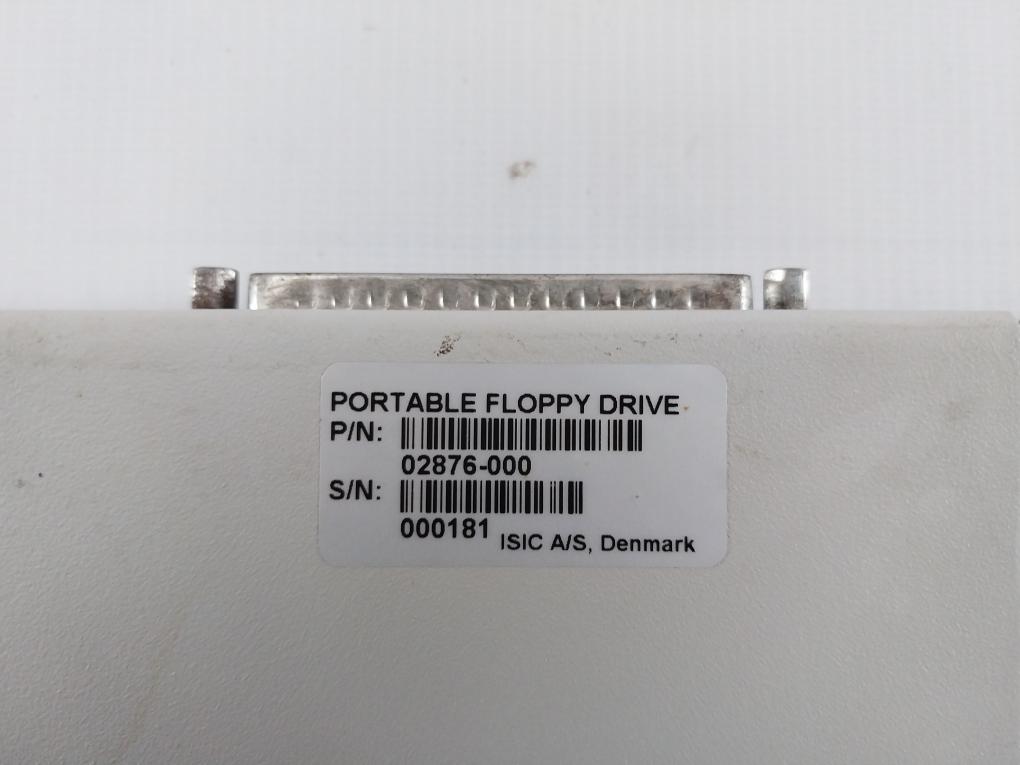 PORTABLE FLOPPY DRIVE
P/N:
02876-000
S/N:
000181
ISIC A/S, Denmark